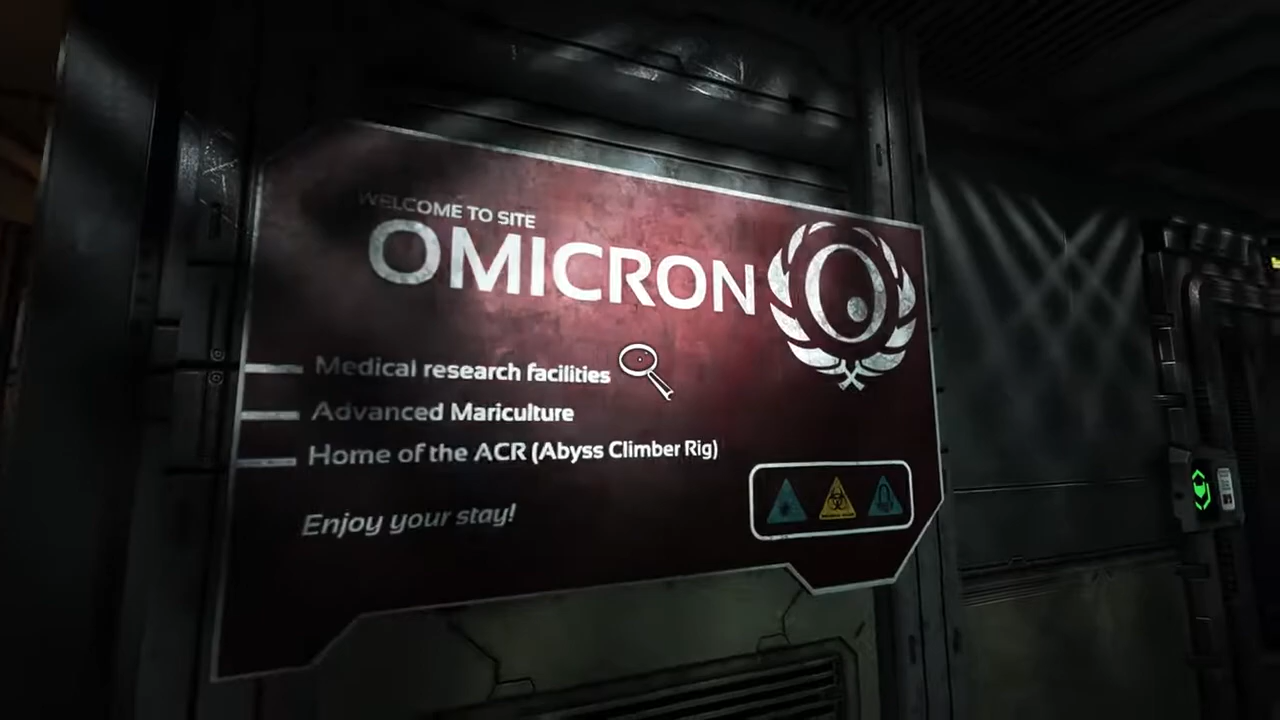 WELCOME TO SITE
OMICRON
Medical research facilities
Advanced Mariculture
Home of the ACR (Abyss Climber Rig)
Enjoy your stay!